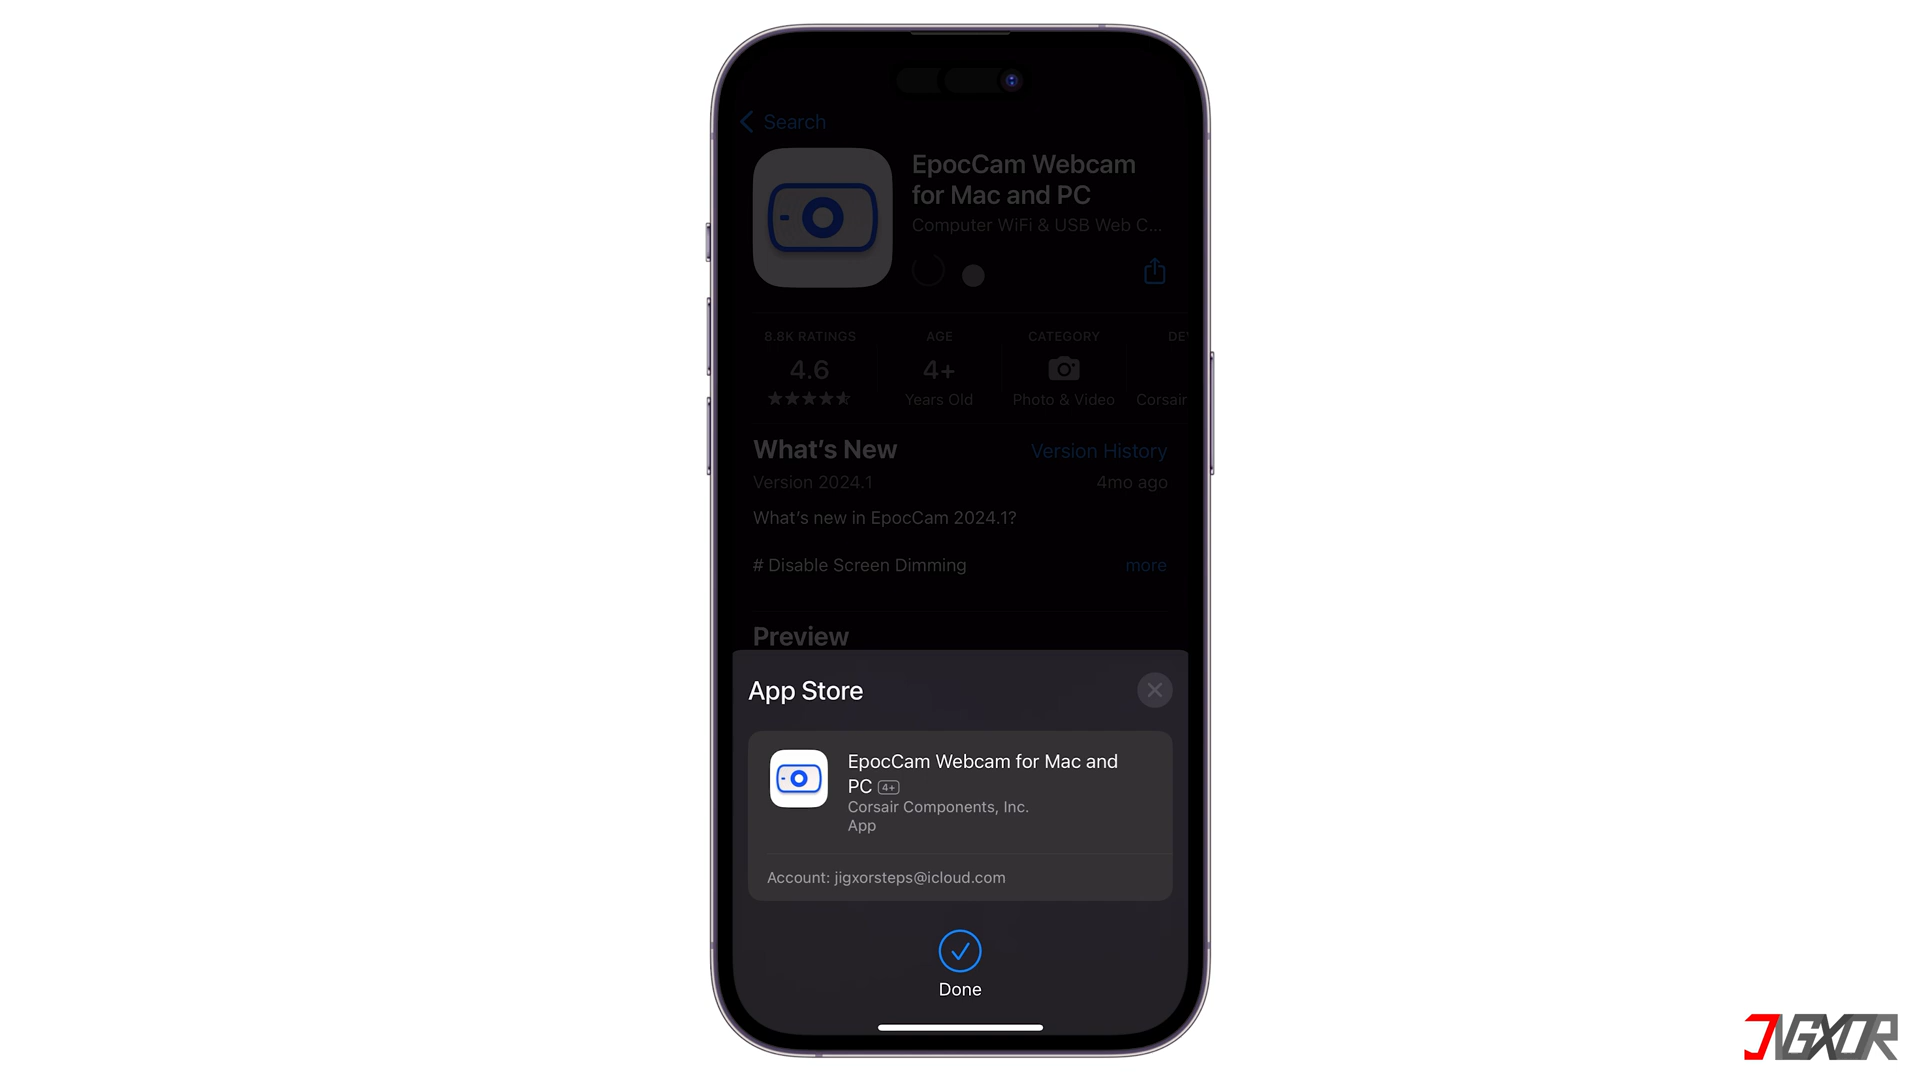 Search
EpocCam Webcam
for Mac and PC
Computer WiFi & USB Web C...
8.8K RATINGS
AGE
CATEGORY
DE
4.6
4+
Years Old
Photo & Video
Corsair
What's New
Version History
Version 2024.1
4mo ago
What's new in EpocCam 2024.1?
# Disable Screen Dimming
more
Preview
App Store
EpocCam Webcam for Mac and
PC 4+
Corsair Components, Inc.
App
Account: jigxorsteps@icloud.com
Done
JIGXOR